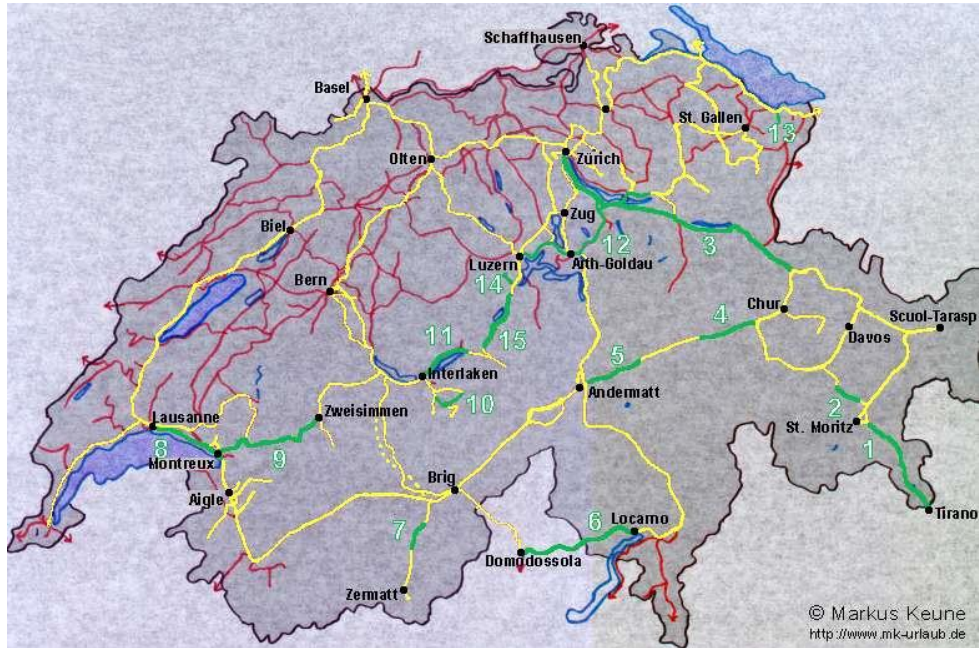 Schaffhausen
Basel
St. Gallen
13
Olten
Zürich
Zug
Biel
12
3
Luzern
Arth-Goldau
14
Bern
Chur
Scuol-Tarasp
4
Davos
11
15
5
Interlaken
Andermatt
10
2
Lausanne
Zweisimmen
St. Moritz
8
9
1
Montreux
Aigle
Brig
Tirano
7
6
Locarno
Domodossola
Zermatt
© Markus Keune
http://www.mk-urlaub.de